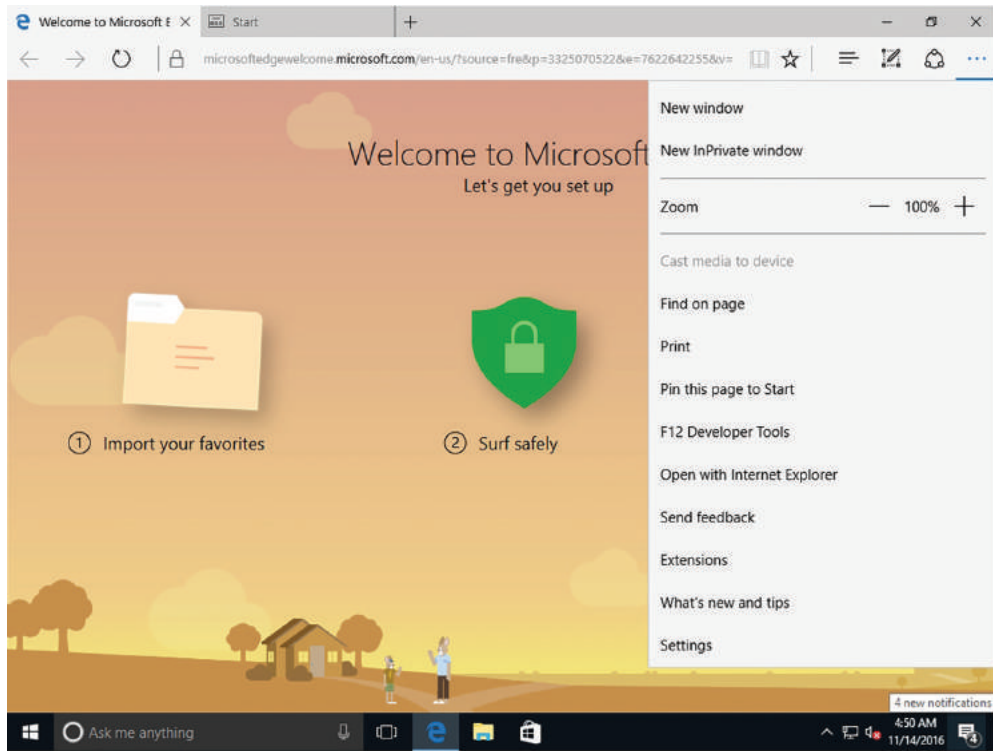 Welcome to Microsoft E
Start
microsoftedgewelcome.microsoft.com/en-us/?source=fre&p=3325070522&e=7622642255&v=
Welcome to Microsoft
Let's get you set up
1 Import your favorites
2 Surf safely
New window
New InPrivate window
Zoom — 100% +
Cast media to device
Find on page
Print
Pin this page to Start
F12 Developer Tools
Open with Internet Explorer
Send feedback
Extensions
What's new and tips
Settings
4 new notifications
Ask me anything
4:50 AM
11/14/2016
4